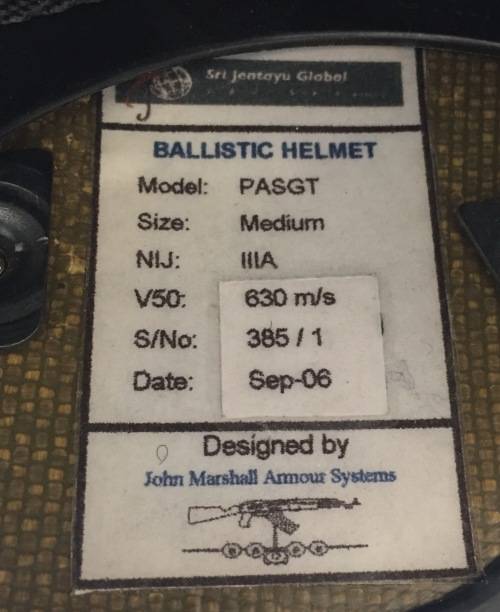 Sri Jentayu Global
BALLISTIC HELMET
Model: PASGT
Size: Medium
NIJ: IIIA
V50: 630 m/s
S/No: 385 / 1
Date: Sep-06
Designed by
John Marshall Armour Systems